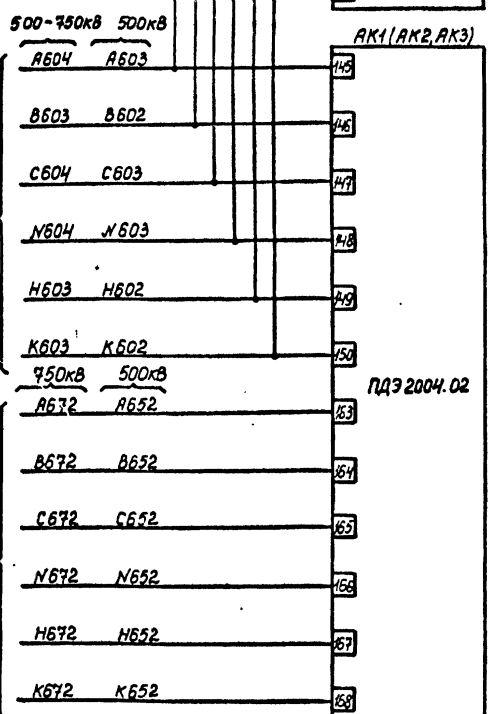 500-750кв 500кв
АК1(АК2,АК3)
А604 А603 145
В603 В602 146
С604 С603 147
N604 N603 148
Н603 Н602 149
К603 К602 150
750кв 500кв
ПДЭ 2004.02
А672 А652 163
В672 В652 164
С672 С652 165
N672 N652 166
Н672 Н652 167
К672 К652 168